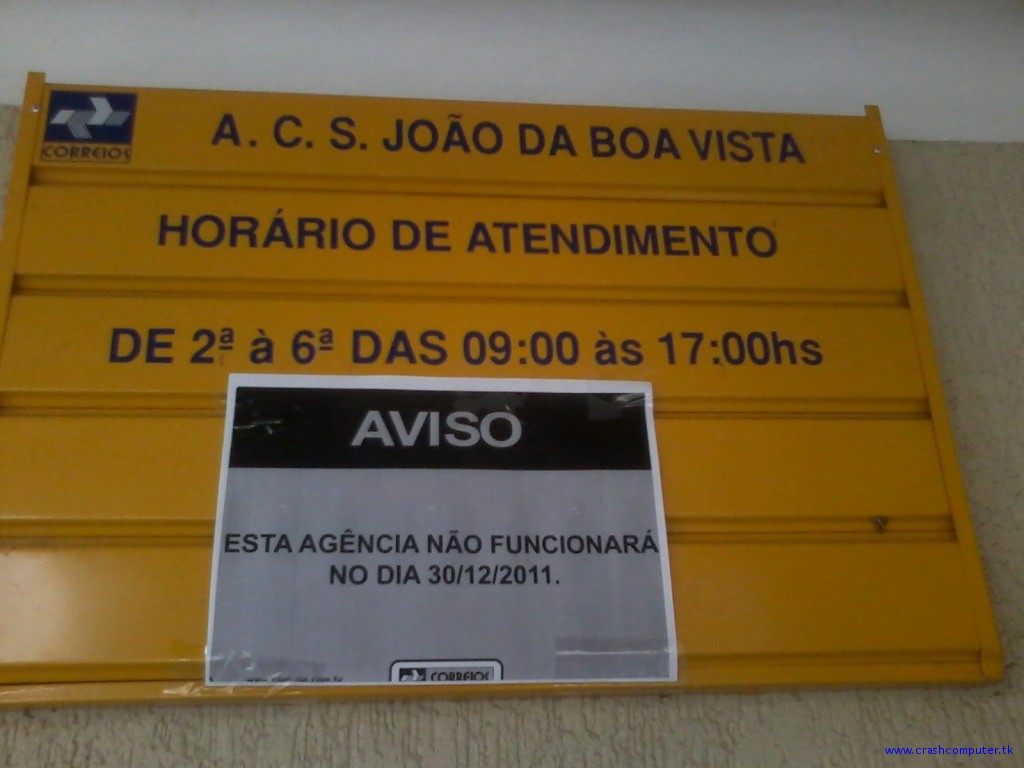 CORREIOS
A. C. S. JOÃO DA BOA VISTA
HORÁRIO DE ATENDIMENTO
DE 2ª à 6ª DAS 09:00 às 17:00hs
AVISO
ESTA AGÊNCIA NÃO FUNCIONARÁ
NO DIA 30/12/2011.
CORREIOS
www.crashcomputer.tk